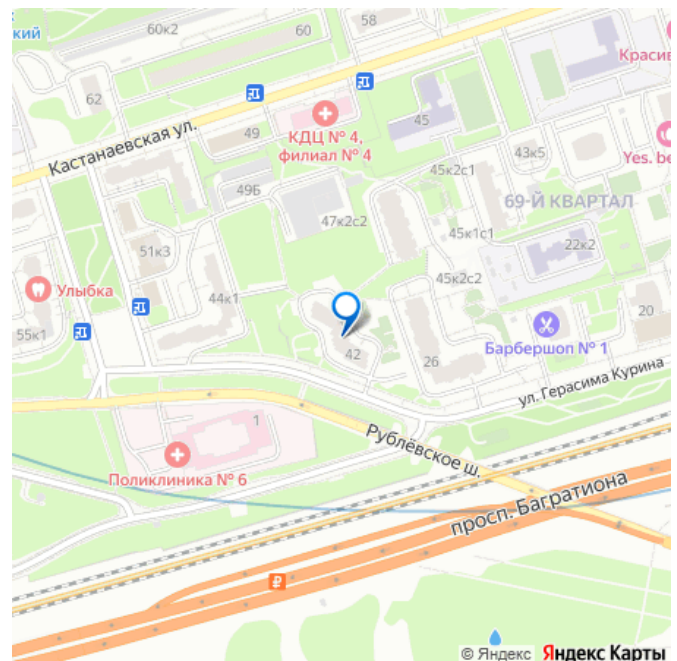 58
60к2
60
кий
Красив
62
КДЦ № 4,
филиал № 4
49
45
Кастанаевская ул.
43к5
Yes. be
45к2с1
49Б
69-Й КВАРТАЛ
47к2с2
45к1с1
22к2
51к3
45к2с2
Улыбка
44к1
20
55к1
42
26
Барбершоп № 1
ул. Герасима Курина
1
Рублёвское ш.
Поликлиника № 6
просп. Багратиона
₽
© Яндекс Яндекс Карты